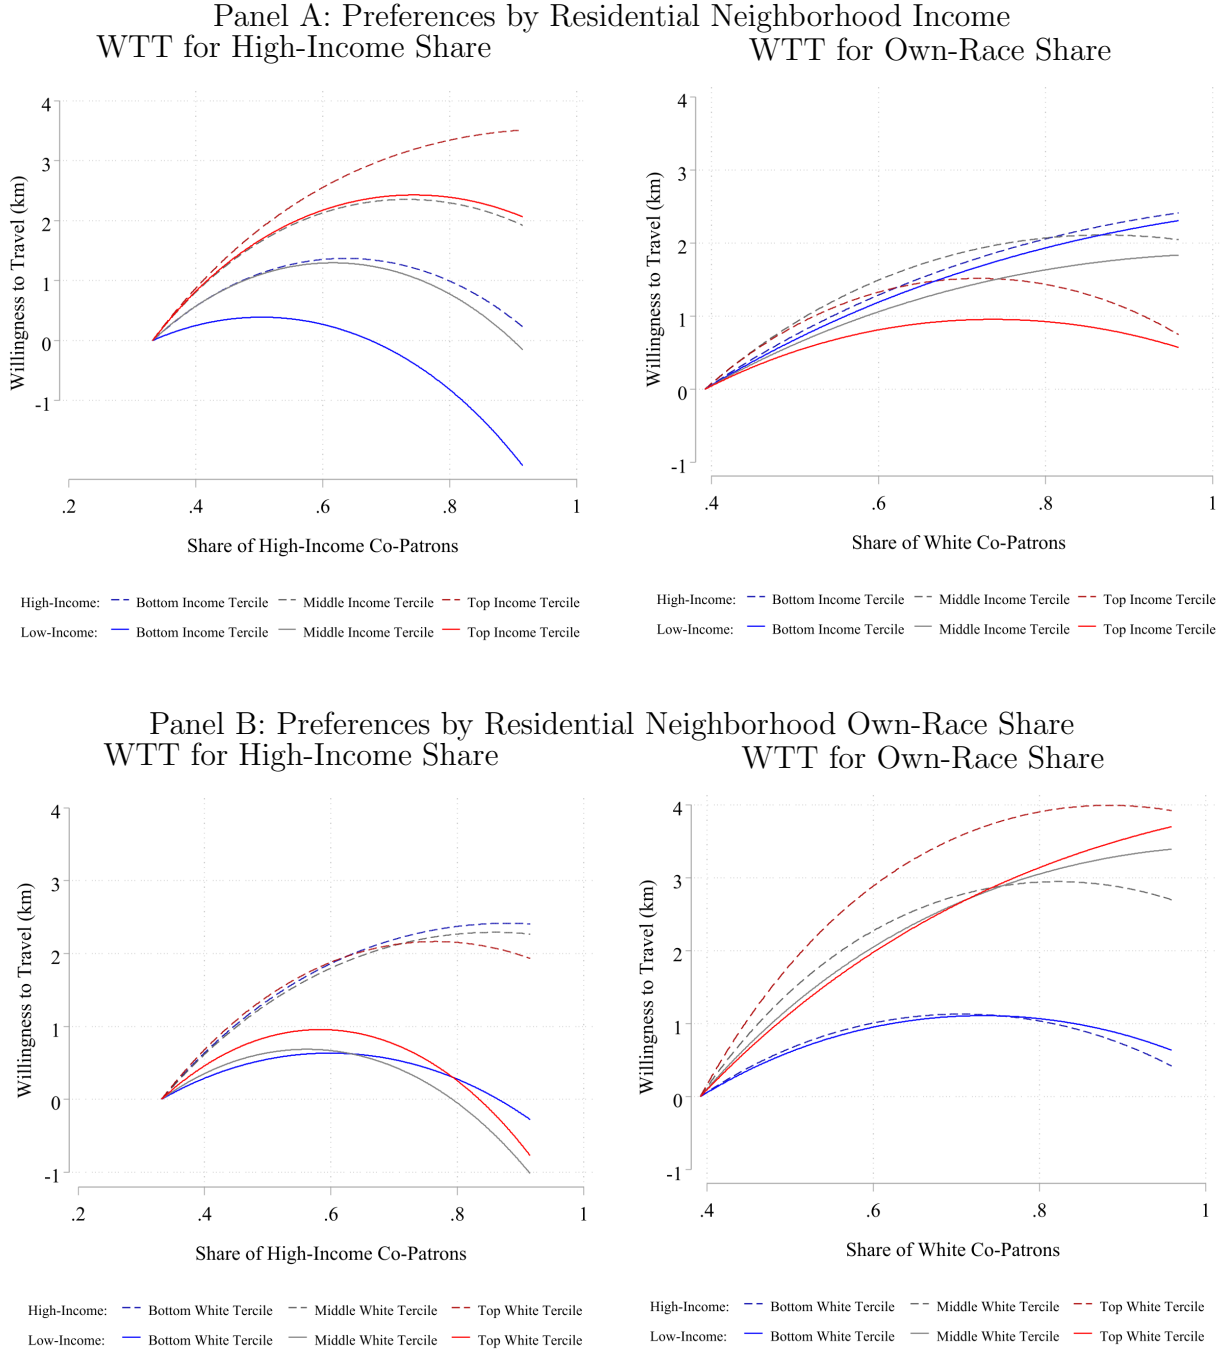 Panel A: Preferences by Residential Neighborhood Income
WTT for High-Income Share
4
3
2
1
0
-1
Willingness to Travel (km)
.2 .4 .6 .8 1
Share of High-Income Co-Patrons
High-Income: Bottom Income Tercile Middle Income Tercile Top Income Tercile
Low-Income: Bottom Income Tercile Middle Income Tercile Top Income Tercile
WTT for Own-Race Share
4
3
2
1
0
-1
Willingness to Travel (km)
.4 .6 .8 1
Share of White Co-Patrons
High-Income: Bottom Income Tercile Middle Income Tercile Top Income Tercile
Low-Income: Bottom Income Tercile Middle Income Tercile Top Income Tercile
Panel B: Preferences by Residential Neighborhood Own-Race Share
WTT for High-Income Share
4
3
2
1
0
-1
Willingness to Travel (km)
.2 .4 .6 .8 1
Share of High-Income Co-Patrons
High-Income: Bottom White Tercile Middle White Tercile Top White Tercile
Low-Income: Bottom White Tercile Middle White Tercile Top White Tercile
WTT for Own-Race Share
4
3
2
1
0
-1
Willingness to Travel (km)
.4 .6 .8 1
Share of White Co-Patrons
High-Income: Bottom White Tercile Middle White Tercile Top White Tercile
Low-Income: Bottom White Tercile Middle White Tercile Top White Tercile